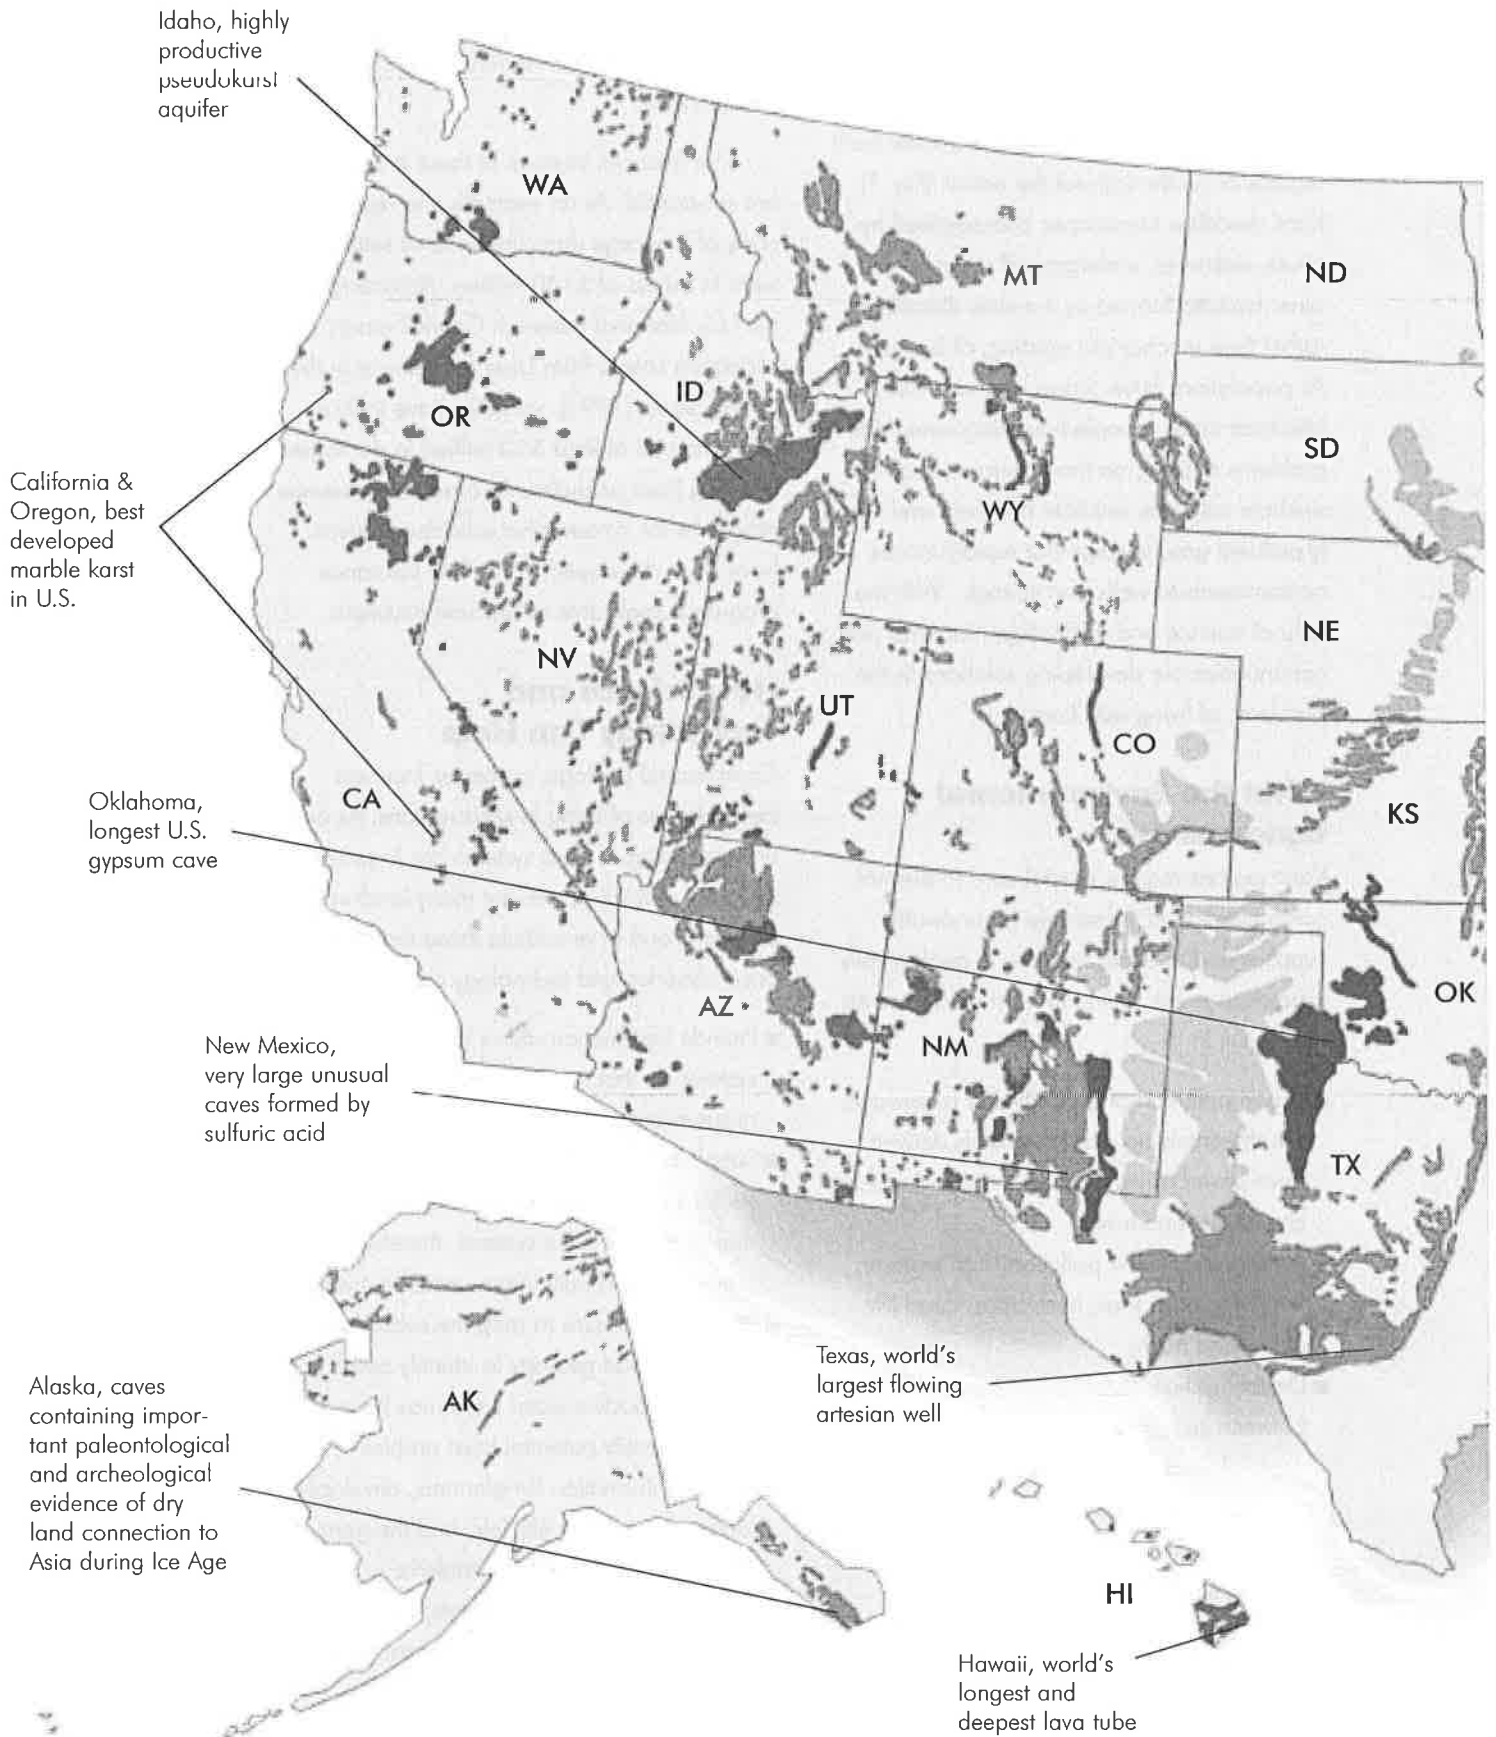 Idaho, highly
productive
pseudokarst
aquifer
WA
MT
ND
ID
OR
SD
WY
California &
Oregon, best
developed
marble karst
in U.S.
NE
NV
UT
CO
CA
KS
Oklahoma,
longest U.S.
gypsum cave
OK
AZ
NM
New Mexico,
very large unusual
caves formed by
sulfuric acid
TX
Texas, world's
largest flowing
artesian well
AK
Alaska, caves
containing impor-
tant paleontological
and archeological
evidence of dry
land connection to
Asia during Ice Age
HI
Hawaii, world's
longest and
deepest lava tube